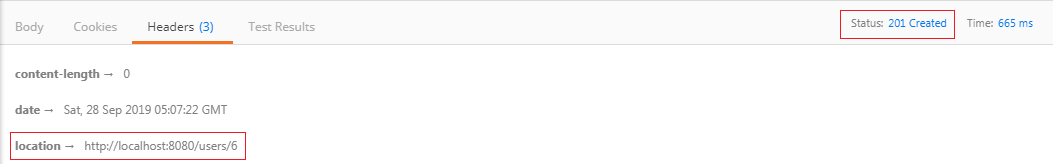 Body Cookies Headers (3) Test Results Status: 201 Created Time: 665 ms
content-length → 0
date → Sat, 28 Sep 2019 05:07:22 GMT
location → http://localhost:8080/users/6